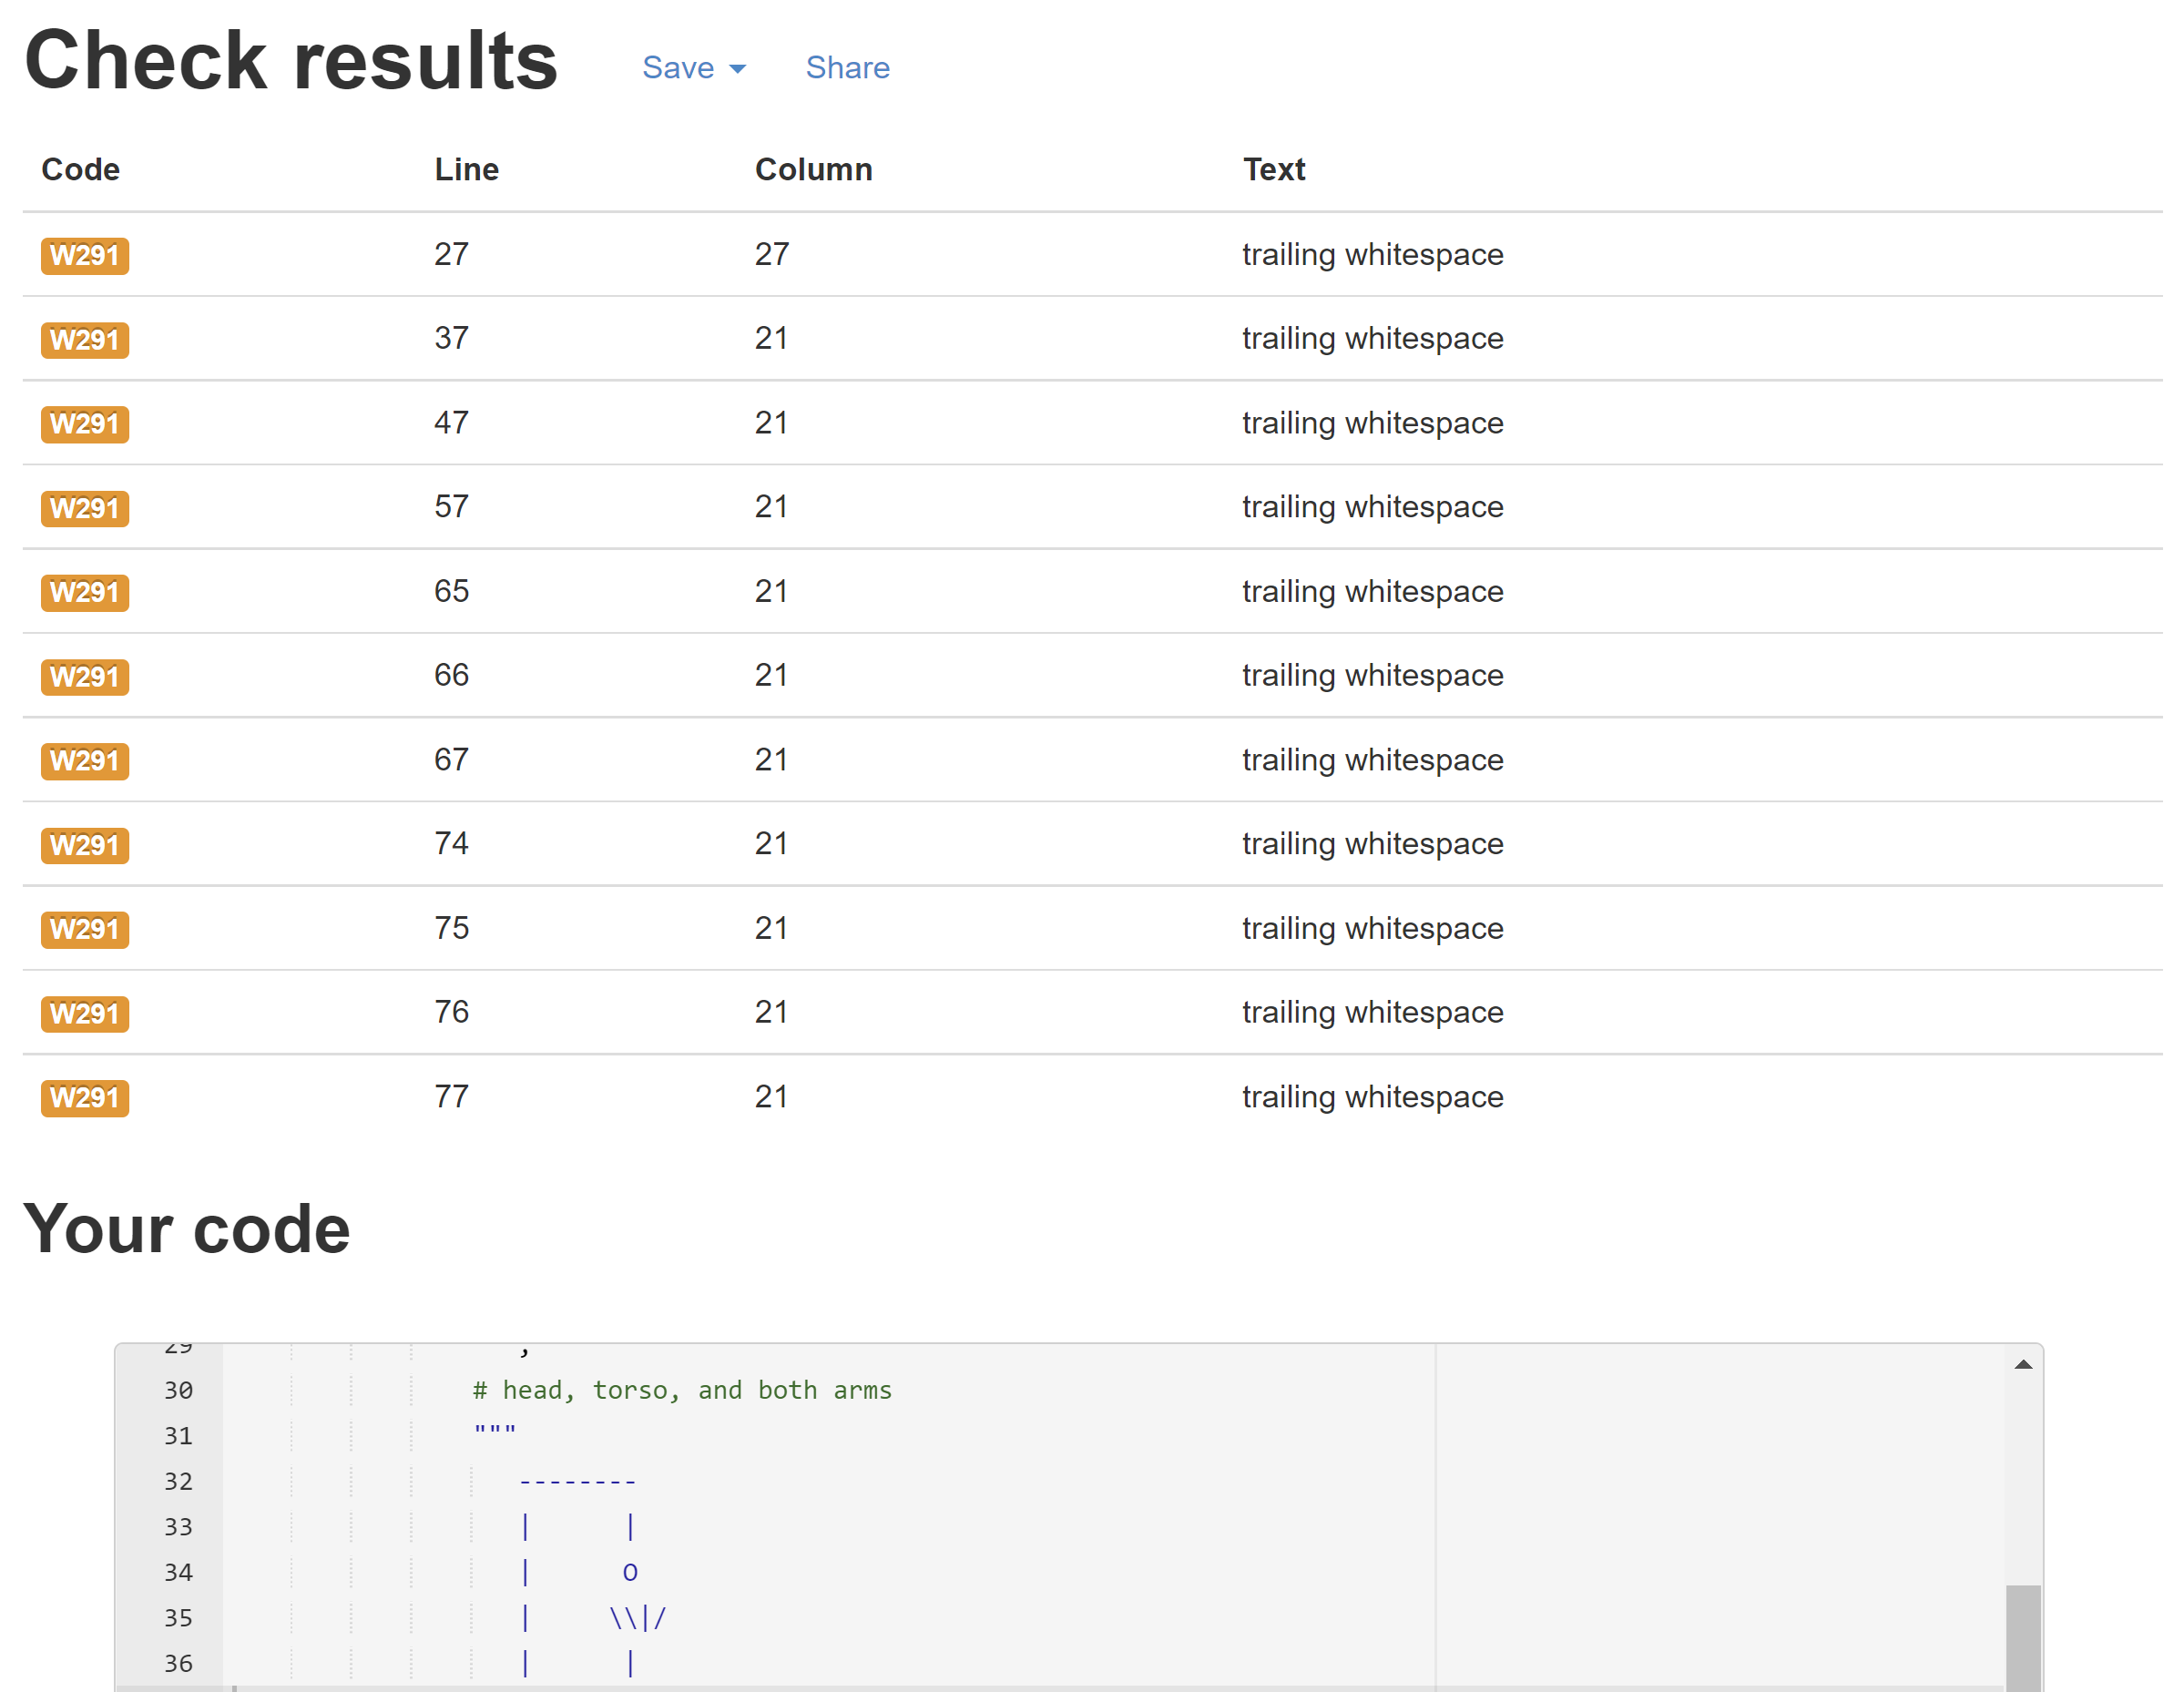 Check results Save Share
Code Line Column Text
W291 27 27 trailing whitespace
W291 37 21 trailing whitespace
W291 47 21 trailing whitespace
W291 57 21 trailing whitespace
W291 65 21 trailing whitespace
W291 66 21 trailing whitespace
W291 67 21 trailing whitespace
W291 74 21 trailing whitespace
W291 75 21 trailing whitespace
W291 76 21 trailing whitespace
W291 77 21 trailing whitespace
Your code
29 ,
30 # head, torso, and both arms
31 """
32 --------
33 |      |
34 |      O
35 |     \\|/
36 |      |